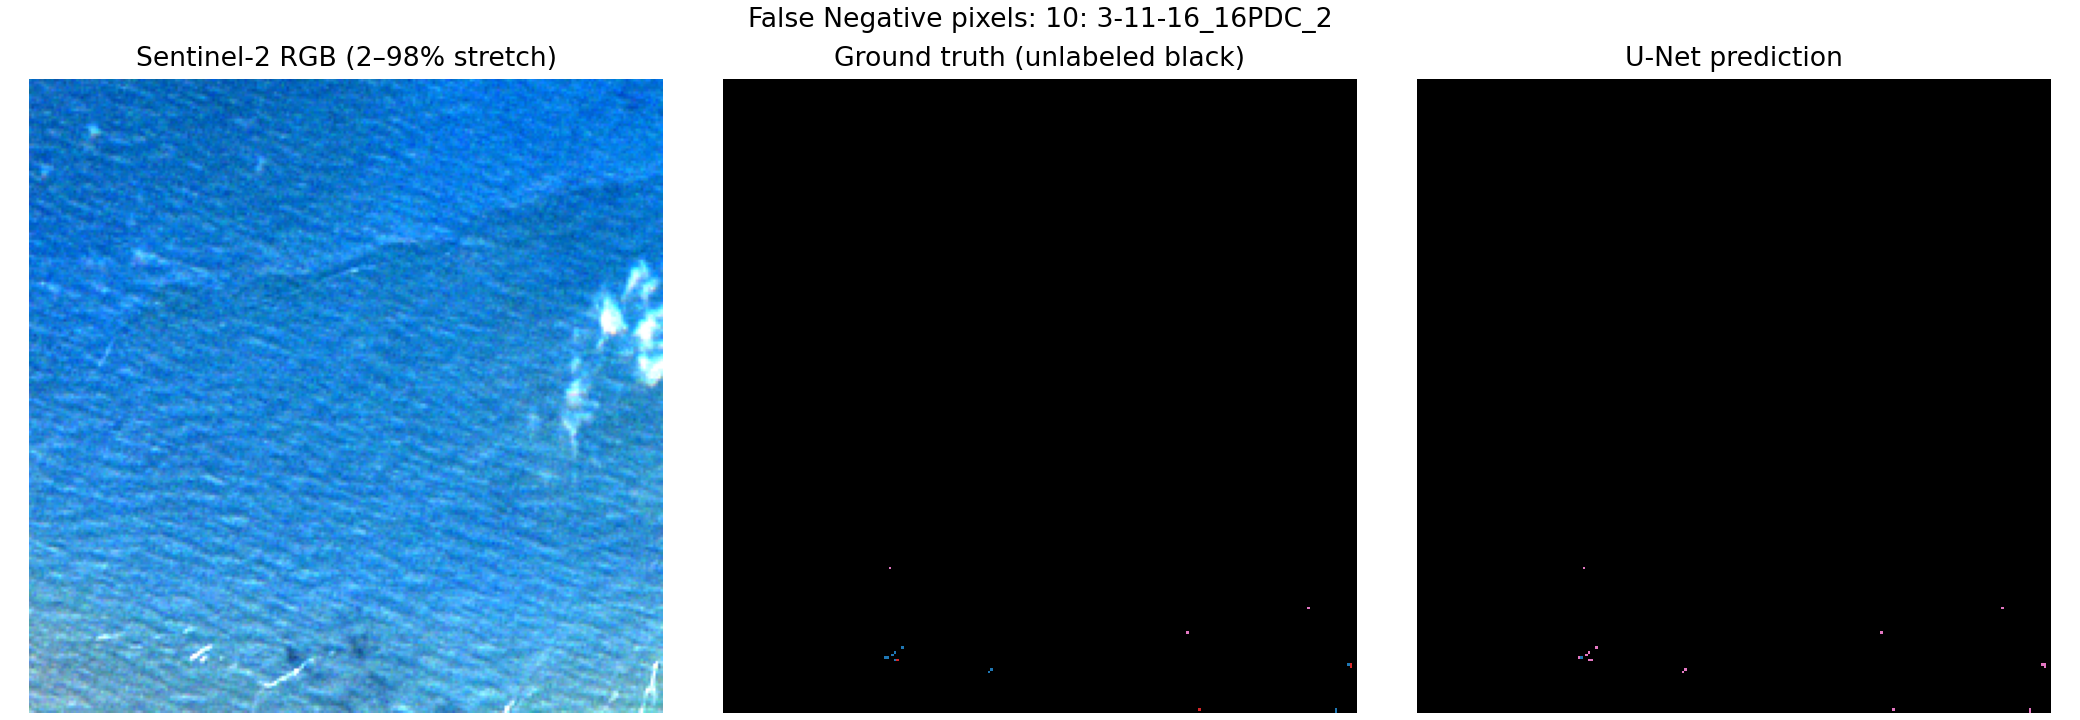 False Negative pixels: 10: 3-11-16_16PDC_2
Sentinel-2 RGB (2–98% stretch)
Ground truth (unlabeled black)
U-Net prediction